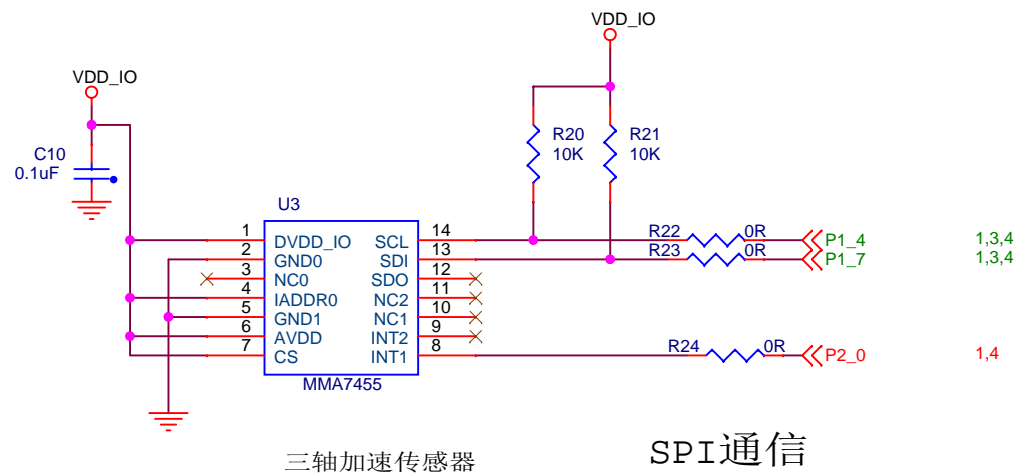 VDD_IO
VDD_IO
C10
0.1uF
R20
10K
R21
10K
U3
1 DVDD_IO SCL 14
2 GND0 SDI 13
3 NC0 SDO 12
4 IADDR0 NC2 11
5 GND1 NC1 10
6 AVDD INT2 9
7 CS INT1 8
MMA7455
R22 0R P1_4 1,3,4
R23 0R P1_7 1,3,4
R24 0R P2_0 1,4
三轴加速传感器
SPI通信